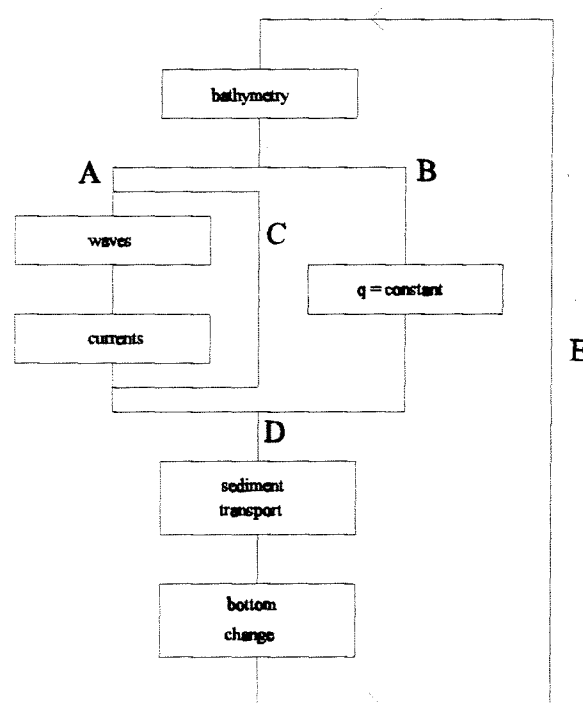 bathymetry
A
B
waves
C
q = constant
currents
E
D
sediment
transport
bottom
change